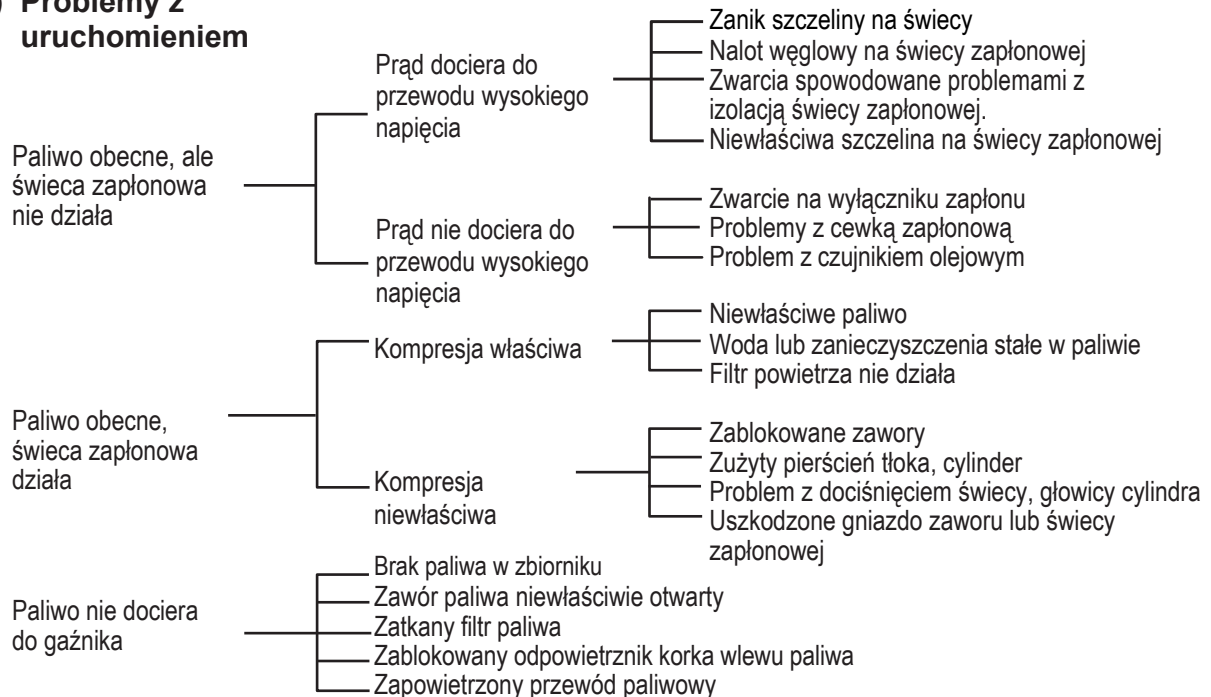 ) Problemy z
uruchomieniem
Paliwo obecne, ale
świeca zapłonowa
nie działa
Prąd dociera do
przewodu wysokiego
napięcia
Zanik szczeliny na świecy
Nalot węglowy na świecy zapłonowej
Zwarcia spowodowane problemami z
izolacją świecy zapłonowej.
Niewłaściwa szczelina na świecy zapłonowej
Prąd nie dociera do
przewodu wysokiego
napięcia
Zwarcie na wyłączniku zapłonu
Problemy z cewką zapłonową
Problem z czujnikiem olejowym
Paliwo obecne,
świeca zapłonowa
działa
Kompresja właściwa
Niewłaściwe paliwo
Woda lub zanieczyszczenia stałe w paliwie
Filtr powietrza nie działa
Kompresja
niewłaściwa
Zablokowane zawory
Zużyty pierścień tłoka, cylinder
Problem z dociśnięciem świecy, głowicy cylindra
Uszkodzone gniazdo zaworu lub świecy
zapłonowej
Paliwo nie dociera
do gaźnika
Brak paliwa w zbiorniku
Zawór paliwa niewłaściwie otwarty
Zatkany filtr paliwa
Zablokowany odpowietrznik korka wlewu paliwa
Zapowietrzony przewód paliwowy